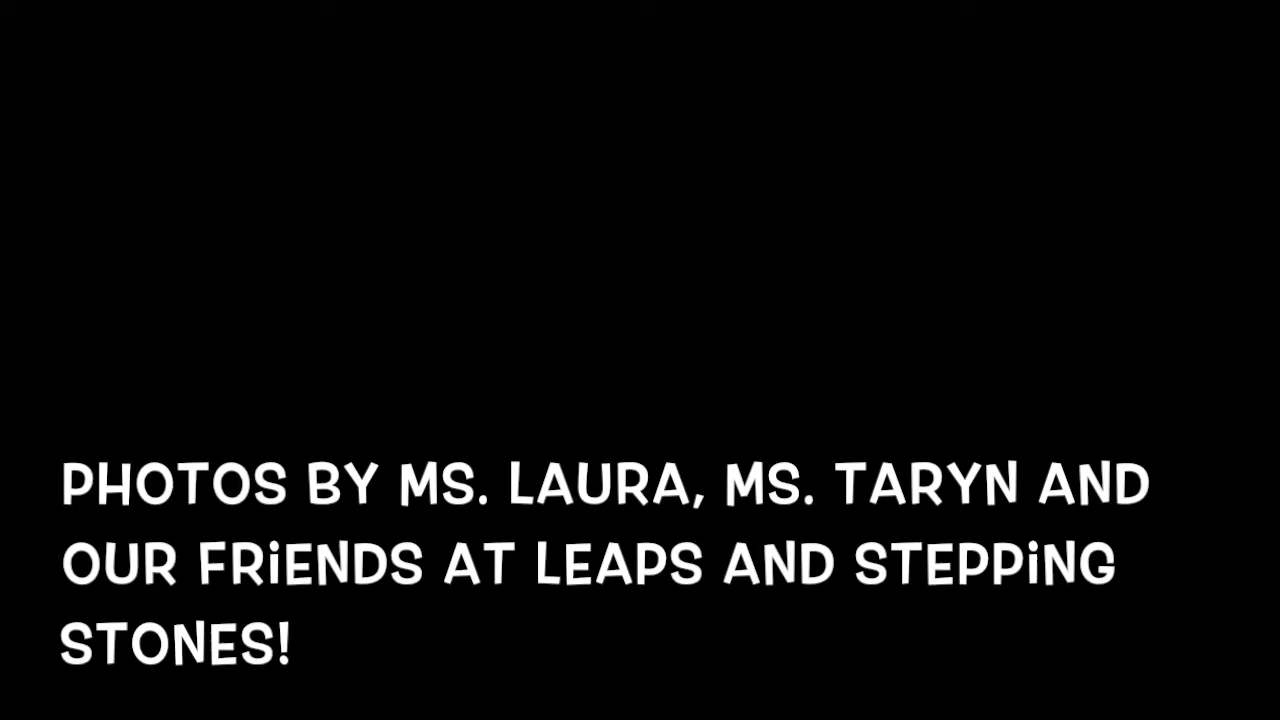 PHOTOS BY MS. LAURA, MS. TARYN AND
OUR FRiENDS AT LEAPS AND STEPPiNG
STONES!